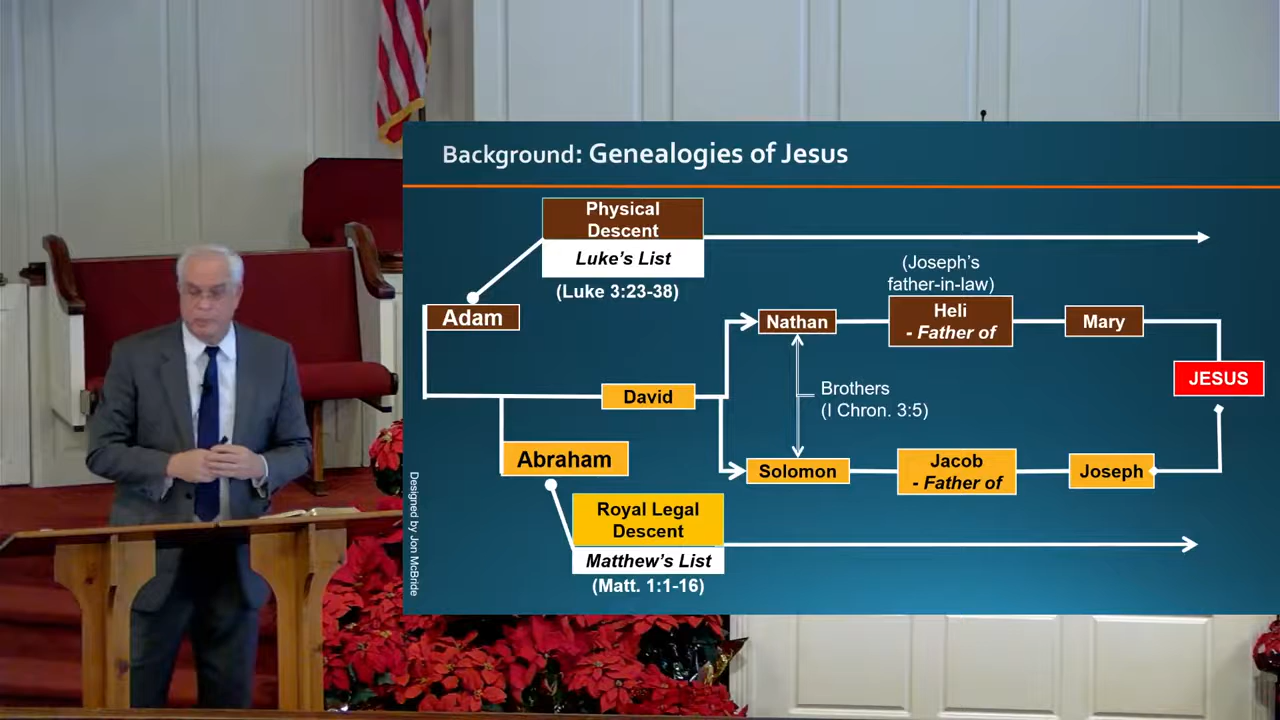 Background: Genealogies of Jesus
Physical
Descent
Luke's List
(Luke 3:23-38)
(Joseph's
father-in-law)
Adam
Nathan
Heli
- Father of
Mary
JESUS
David
Brothers
(I Chron. 3:5)
Abraham
Solomon
Jacob
- Father of
Joseph
Royal Legal
Descent
Matthew's List
(Matt. 1:1-16)
Designed by Jon McBride